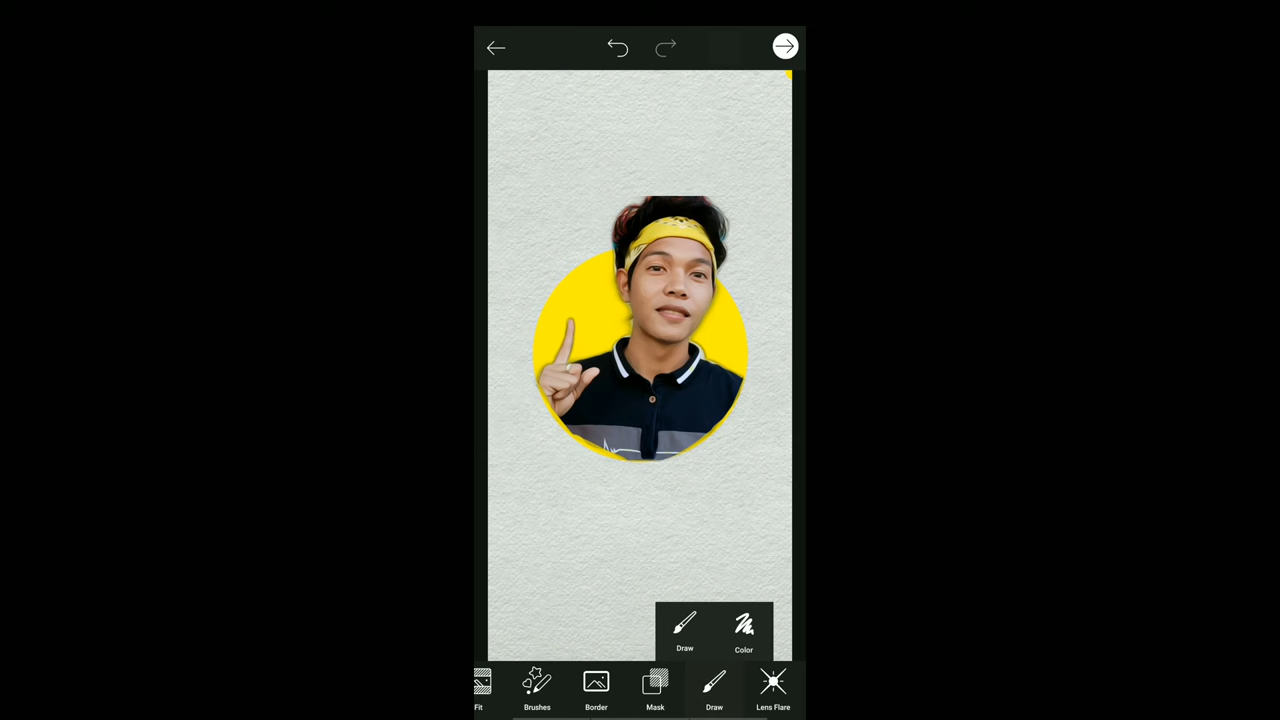 Draw
Color
Fit
Brushes
Border
Mask
Draw
Lens Flare